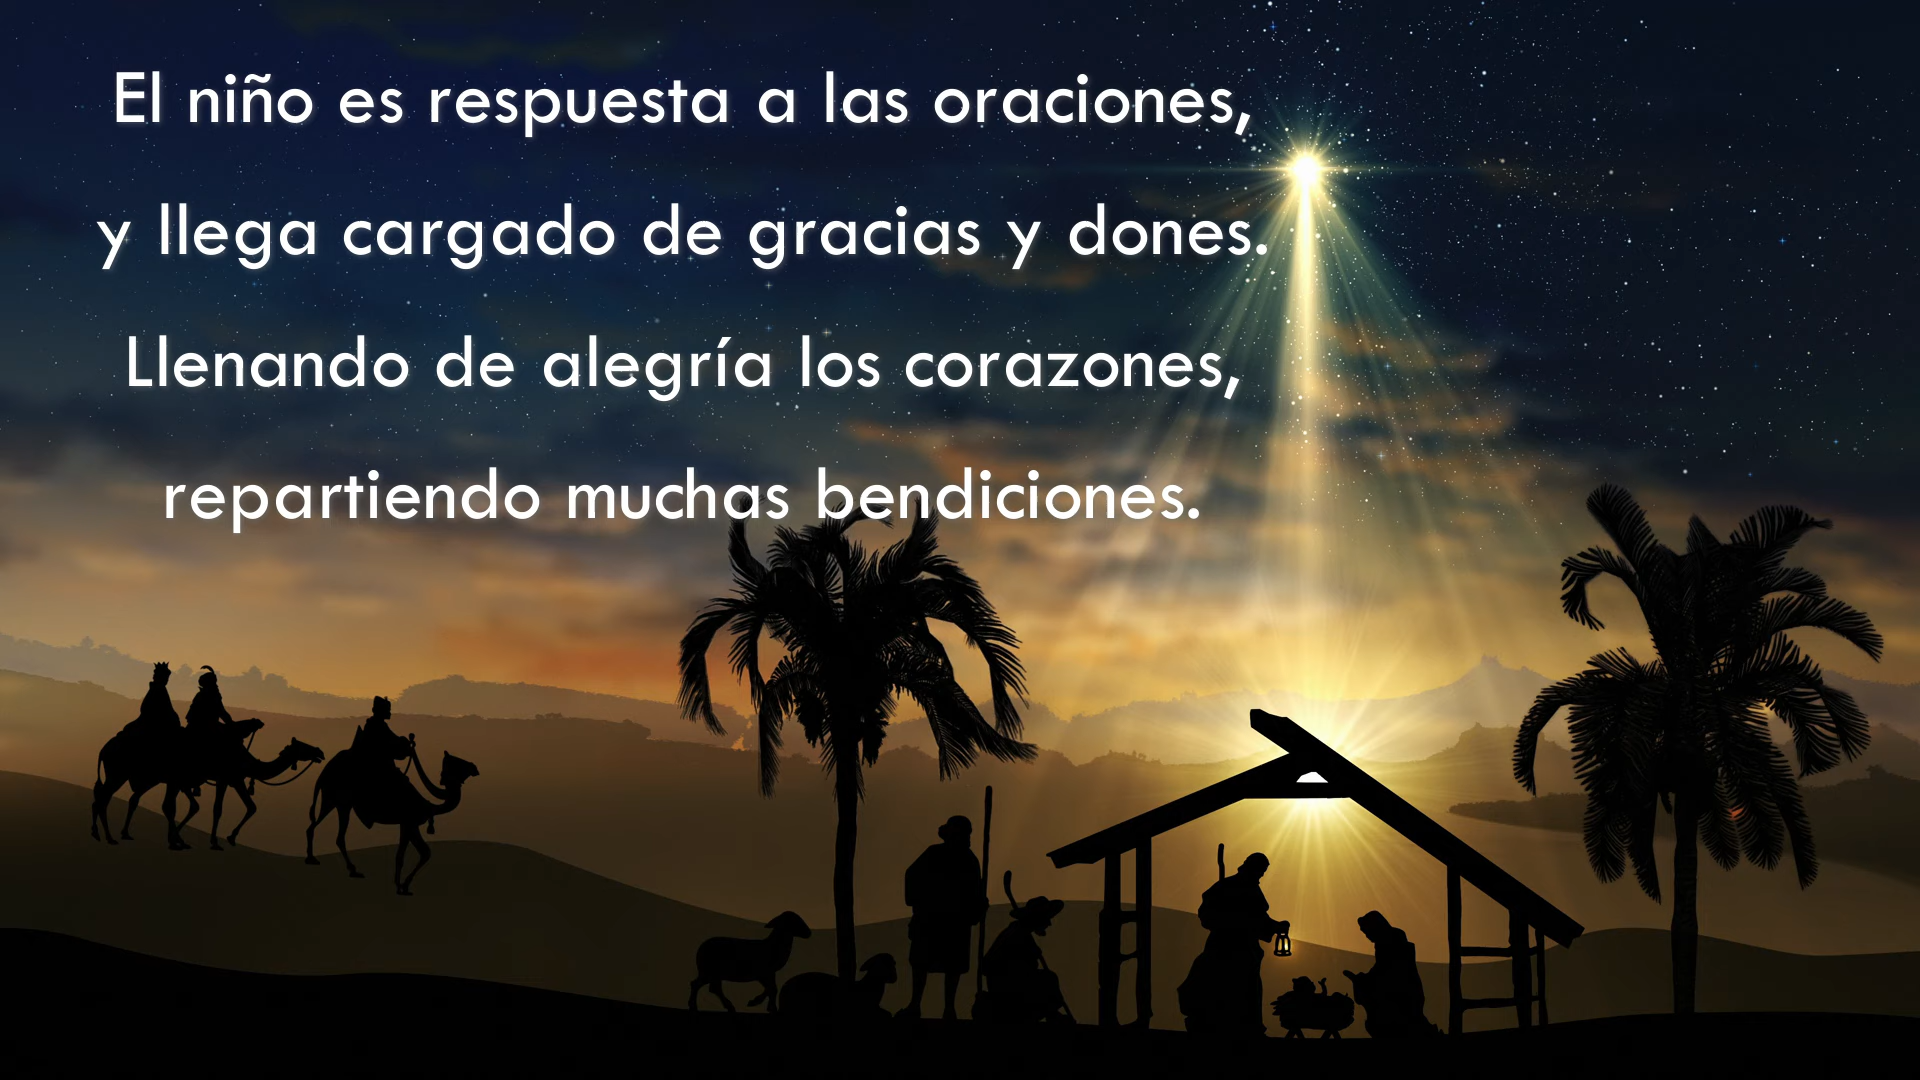 El niño es respuesta a las oraciones,
y llega cargado de gracias y dones.
Llenando de alegría los corazones,
repartiendo muchas bendiciones.